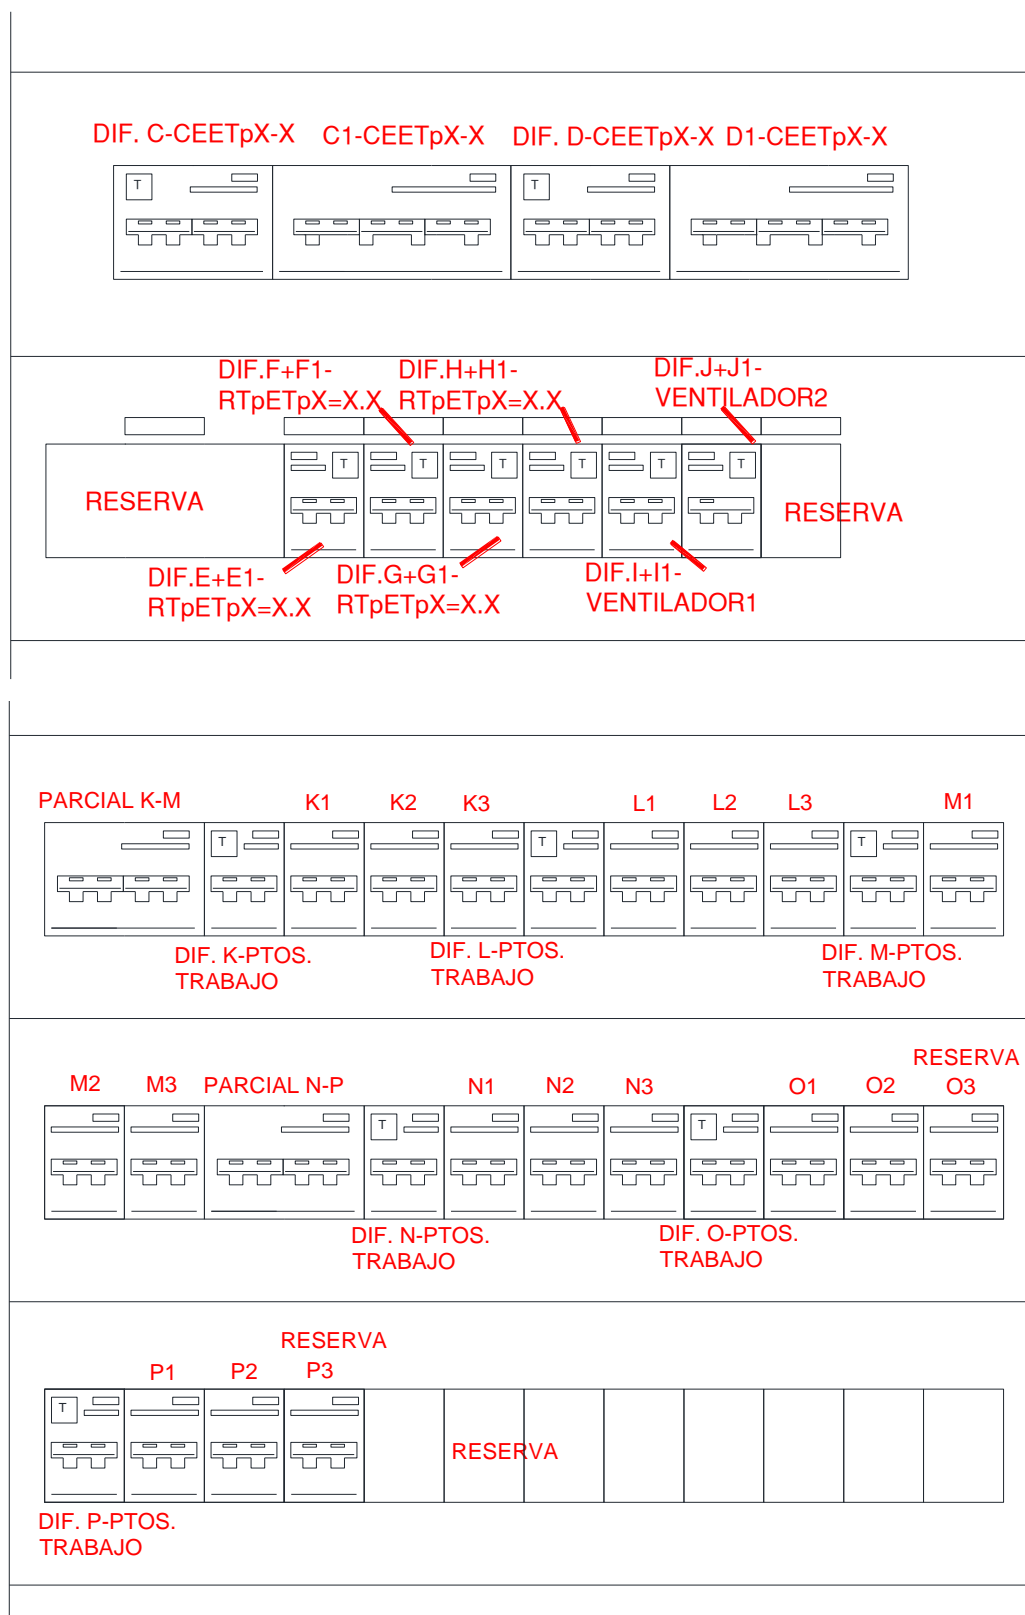 DIF. C-CEETpX-X C1-CEETpX-X DIF. D-CEETpX-X D1-CEETpX-X
T T
DIF.F+F1-
RTpETpX=X.X
DIF.H+H1-
RTpETpX=X.X
DIF.J+J1-
VENTILADOR2
T T T T T T
RESERVA
RESERVA
DIF.E+E1-
RTpETpX=X.X
DIF.G+G1-
RTpETpX=X.X
DIF.I+I1-
VENTILADOR1
PARCIAL K-M K1 K2 K3 L1 L2 L3 M1
T T T
DIF. K-PTOS.
TRABAJO
DIF. L-PTOS.
TRABAJO
DIF. M-PTOS.
TRABAJO
RESERVA
M2 M3 PARCIAL N-P N1 N2 N3 O1 O2 O3
T T
DIF. N-PTOS.
TRABAJO
DIF. O-PTOS.
TRABAJO
RESERVA
P1 P2 P3
T
RESERVA
DIF. P-PTOS.
TRABAJO